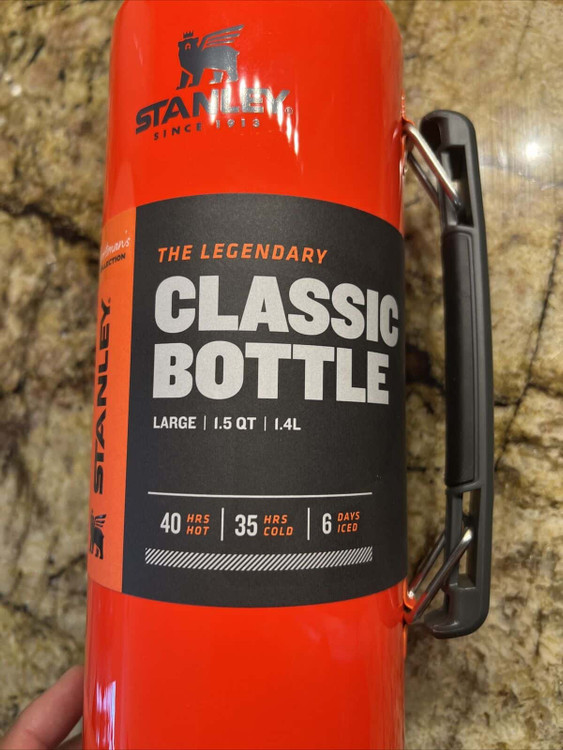 STANLEY
SINCE 1913
THE LEGENDARY
CLASSIC
BOTTLE
LARGE | 1.5 QT | 1.4L
40 HRS HOT | 35 HRS COLD | 6 DAYS ICED
STANLEY